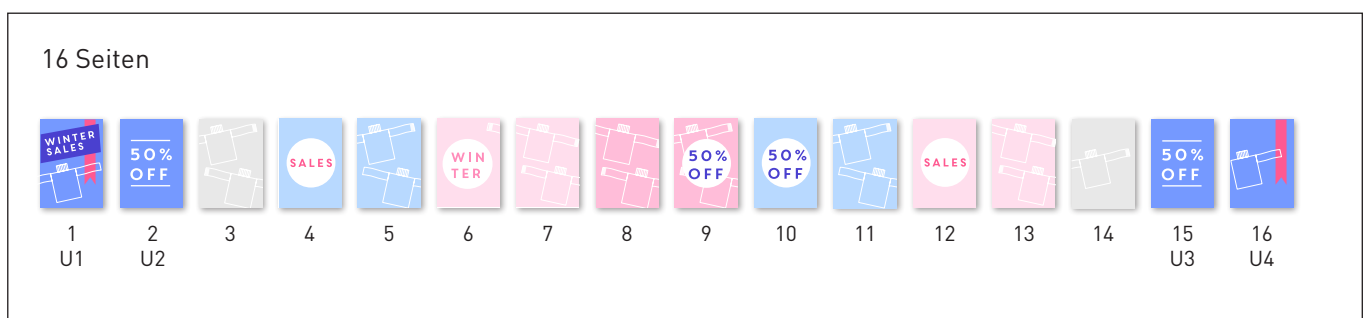 16 Seiten
WINTER
SALES
50%
OFF
SALES
WIN
TER
50%
OFF
50%
OFF
SALES
50%
OFF
1 2 3 4 5 6 7 8 9 10 11 12 13 14 15 16
U1 U2 U3 U4